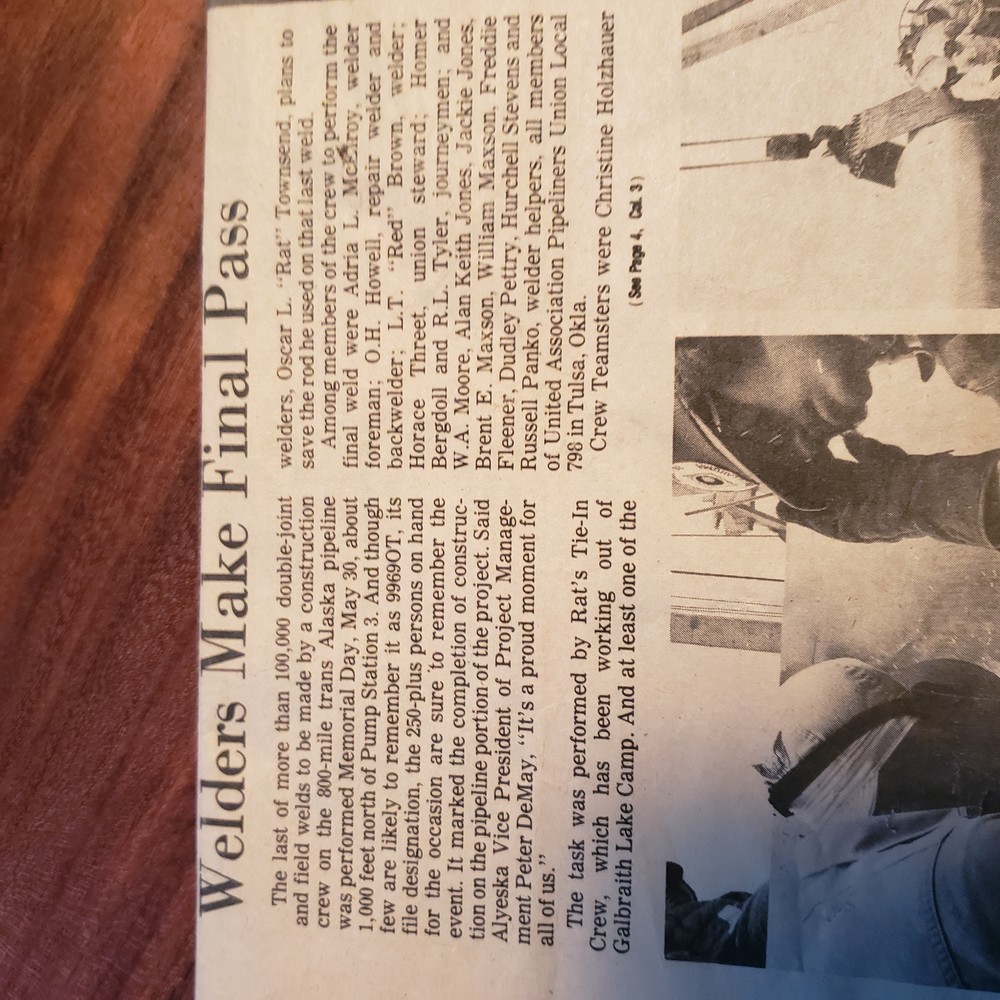 Welders Make Final Pass
The last of more than 100,000 double-joint
and field welds to be made by a construction
crew on the 800-mile trans Alaska pipeline
was performed Memorial Day, May 30, about
1,000 feet north of Pump Station 3. And though
few are likely to remember it as 9969OT, its
file designation, the 250-plus persons on hand
for the occasion are sure to remember the
event. It marked the completion of construc-
tion on the pipeline portion of the project. Said
Alyeska Vice President of Project Manage-
ment Peter DeMay, "It's a proud moment for
all of us."
The task was performed by Rat's Tie-In
Crew, which has been working out of
Galbraith Lake Camp. And at least one of the
welders, Oscar L. "Rat" Townsend, plans to
save the rod he used on that last weld.
Among members of the crew to perform the
final weld were Adria L. McElroy, welder
foreman; O.H. Howell, repair welder and
backwelder; L.T. "Red" Brown, welder;
Horace Threet, union steward; Homer
Bergdoll and R.L. Tyler, journeymen; and
W.A. Moore, Alan Keith Jones, Jackie Jones,
Brent E. Maxson, William Maxson, Freddie
Fleener, Dudley Pettry, Hurchell Stevens and
Russell Panko, welder helpers, all members
of United Association Pipeliners Union Local
798 in Tulsa, Okla.
Crew Teamsters were Christine Holzhauer
(See Page 4, Col. 3)